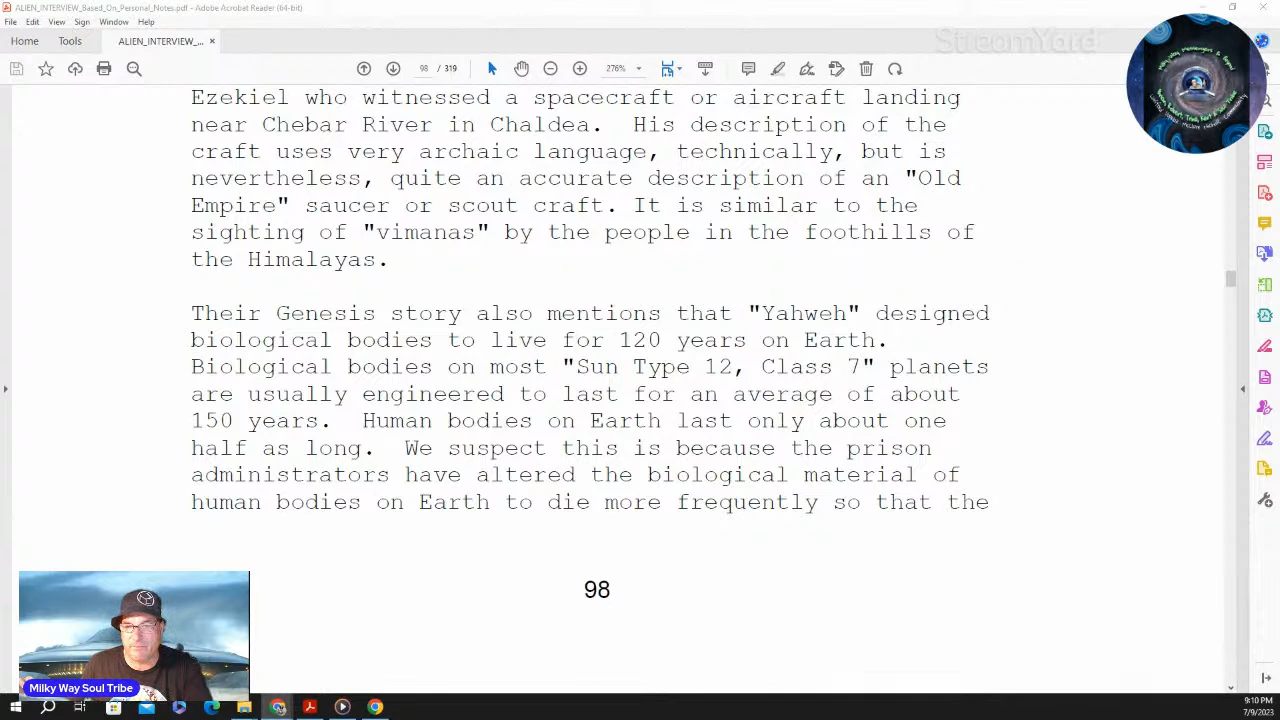 ALIEN_INTERVIEW_Based_On_Personal_Notes.pdf - Adobe Acrobat Reader (64-bit)
File Edit View Sign Window Help
Home Tools ALIEN_INTERVIEW_... ×
98 / 319 276%
StreamYard
Ezekiel who witnessed a spacecraft or aircraft landing
near Chebar River in Chaldea. His description of the
craft uses very archaic language, technically, but is
nevertheless, quite an accurate description of an "Old
Empire" saucer or scout craft. It is similar to the
sighting of "vimanas" by the people in the foothills of
the Himalayas.
Their Genesis story also mentions that "Yahweh" designed
biological bodies to live for 120 years on Earth.
Biological bodies on most "Sun Type 12, Class 7" planets
are usually engineered to last for an average of about
150 years. Human bodies on Earth last only about one
half as long. We suspect this is because the prison
administrators have altered the biological material of
human bodies on Earth to die more frequently so that the
98
Milky Way Soul Tribe
9:10 PM
7/9/2023